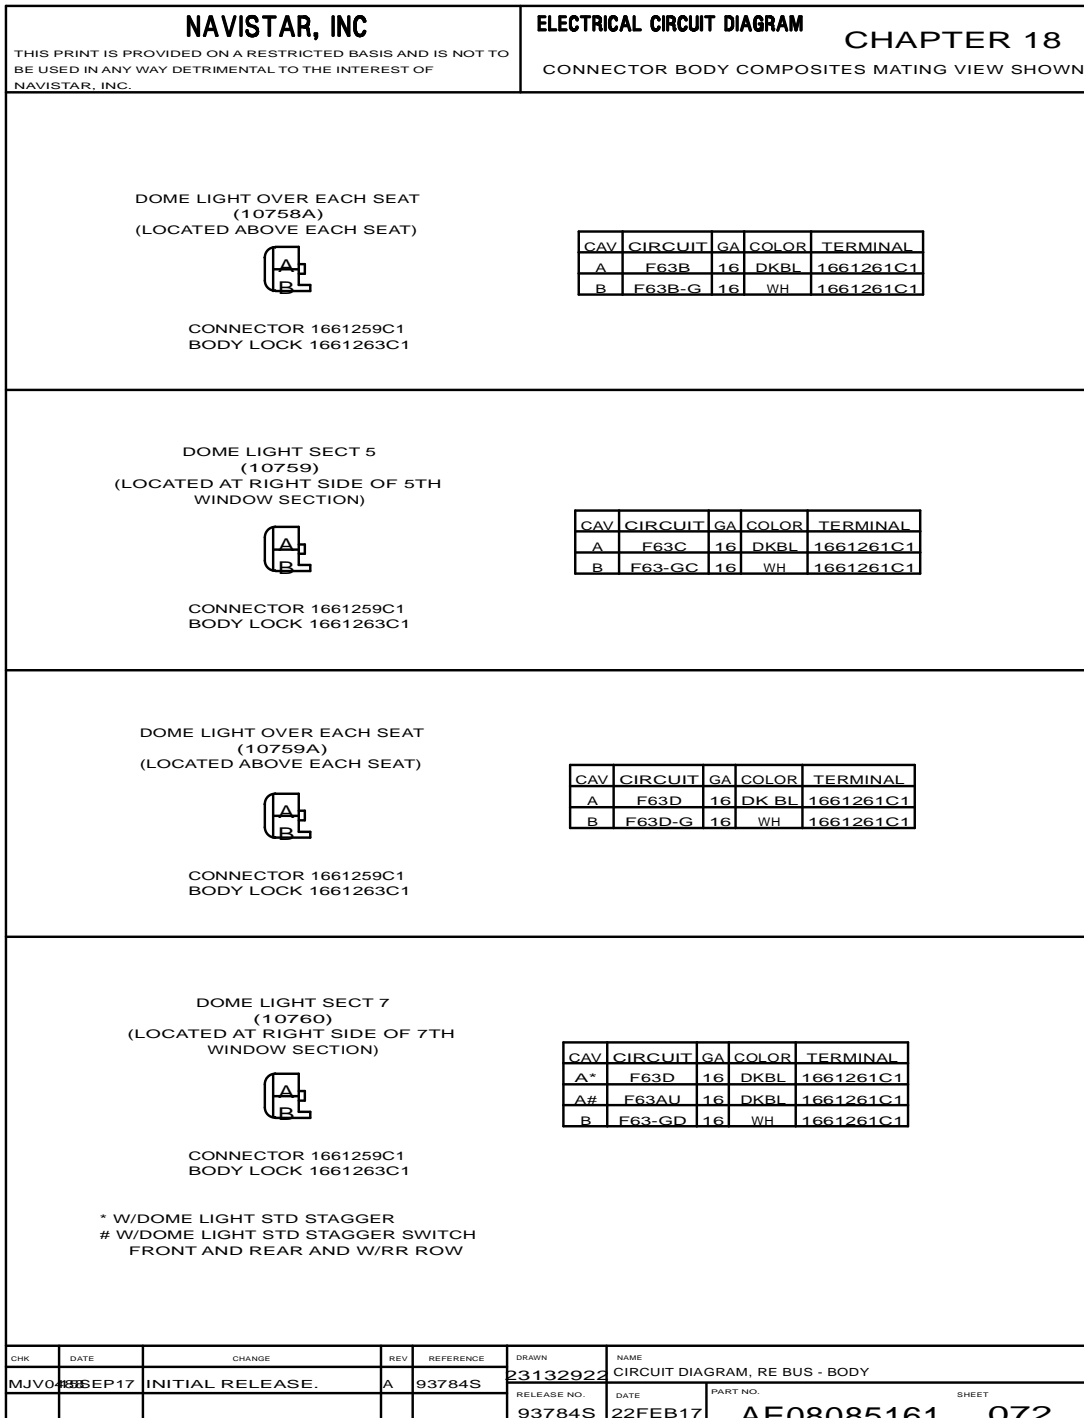 NAVISTAR, INC
THIS PRINT IS PROVIDED ON A RESTRICTED BASIS AND IS NOT TO
BE USED IN ANY WAY DETRIMENTAL TO THE INTEREST OF
NAVISTAR, INC.
ELECTRICAL CIRCUIT DIAGRAM
CHAPTER 18
CONNECTOR BODY COMPOSITES MATING VIEW SHOWN
DOME LIGHT OVER EACH SEAT
(10758A)
(LOCATED ABOVE EACH SEAT)
A
B
CONNECTOR 1661259C1
BODY LOCK 1661263C1
CAV CIRCUIT GA COLOR TERMINAL
A F63B 16 DKBL 1661261C1
B F63B-G 16 WH 1661261C1
DOME LIGHT SECT 5
(10759)
(LOCATED AT RIGHT SIDE OF 5TH
WINDOW SECTION)
A
B
CONNECTOR 1661259C1
BODY LOCK 1661263C1
CAV CIRCUIT GA COLOR TERMINAL
A F63C 16 DKBL 1661261C1
B F63-GC 16 WH 1661261C1
DOME LIGHT OVER EACH SEAT
(10759A)
(LOCATED ABOVE EACH SEAT)
A
B
CONNECTOR 1661259C1
BODY LOCK 1661263C1
CAV CIRCUIT GA COLOR TERMINAL
A F63D 16 DK BL 1661261C1
B F63D-G 16 WH 1661261C1
DOME LIGHT SECT 7
(10760)
(LOCATED AT RIGHT SIDE OF 7TH
WINDOW SECTION)
A
B
CONNECTOR 1661259C1
BODY LOCK 1661263C1
CAV CIRCUIT GA COLOR TERMINAL
A* F63D 16 DKBL 1661261C1
A# F63AU 16 DKBL 1661261C1
B F63-GD 16 WH 1661261C1
* W/DOME LIGHT STD STAGGER
# W/DOME LIGHT STD STAGGER SWITCH
FRONT AND REAR AND W/RR ROW
CHK DATE CHANGE REV REFERENCE
INITIAL RELEASE. A 93784S
DRAWN
23132922
NAME
CIRCUIT DIAGRAM, RE BUS - BODY
RELEASE NO.
93784S
DATE
22FEB17
PART NO.
AE08085161
SHEET
072